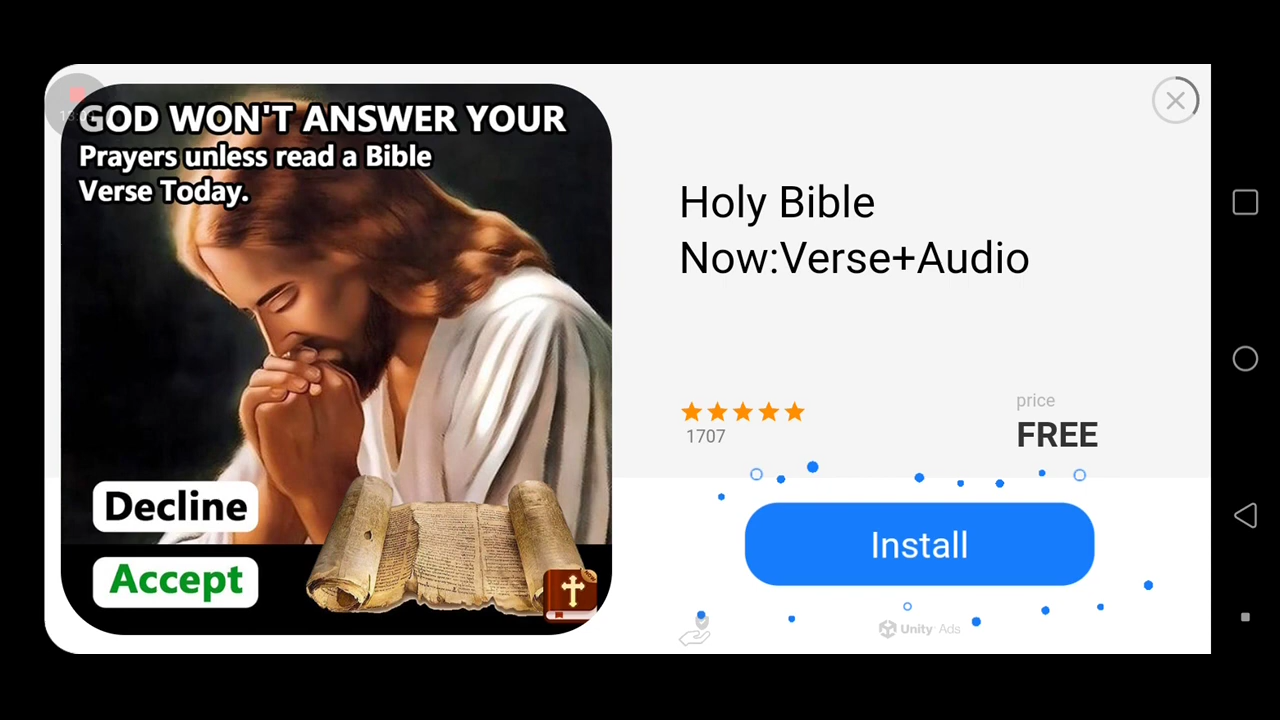 GOD WON'T ANSWER YOUR
Prayers unless read a Bible
Verse Today.
Decline
Accept
Holy Bible
Now:Verse+Audio
1707
price
FREE
Install
Unity Ads